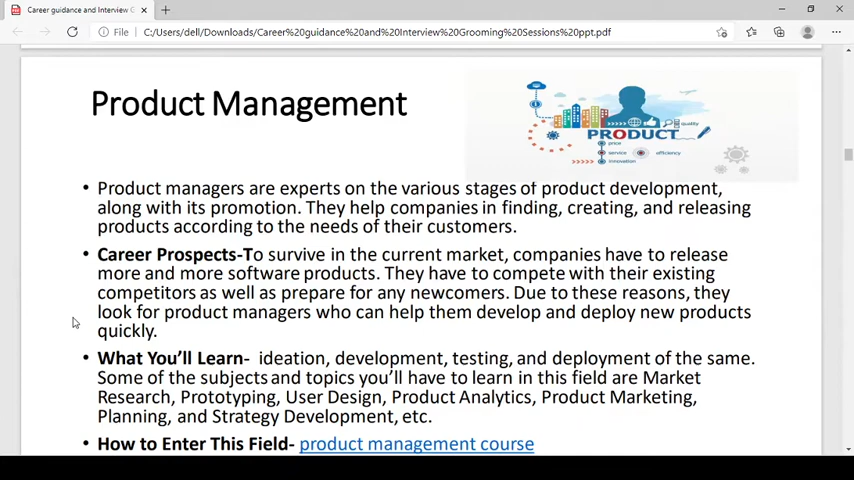 Career guidance and Interview G
File
C:/Users/dell/Downloads/Career%20guidance%20and%20Interview%20Grooming%20Sessions%20ppt.pdf
Product Management
quality
PRODUCT
price
service
efficiency
innovation
• Product managers are experts on the various stages of product development,
along with its promotion. They help companies in finding, creating, and releasing
products according to the needs of their customers.
• Career Prospects-To survive in the current market, companies have to release
more and more software products. They have to compete with their existing
competitors as well as prepare for any newcomers. Due to these reasons, they
look for product managers who can help them develop and deploy new products
quickly.
• What You’ll Learn- ideation, development, testing, and deployment of the same.
Some of the subjects and topics you’ll have to learn in this field are Market
Research, Prototyping, User Design, Product Analytics, Product Marketing,
Planning, and Strategy Development, etc.
• How to Enter This Field- product management course